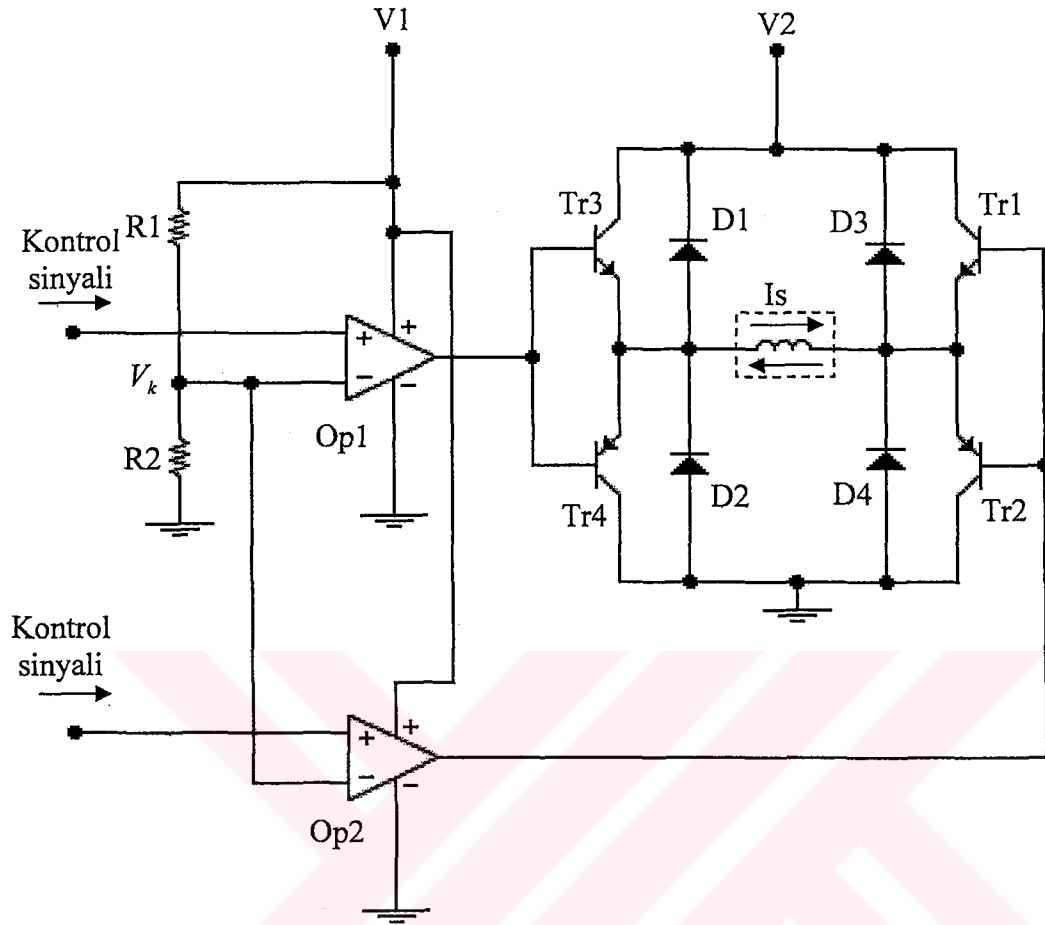 V1
V2
R1
Kontrol
sinyali
+
+
−
−
V_k
Op1
R2
Tr3
D1
D3
Tr1
Is
Tr4
D2
D4
Tr2
Kontrol
sinyali
+
+
−
−
Op2